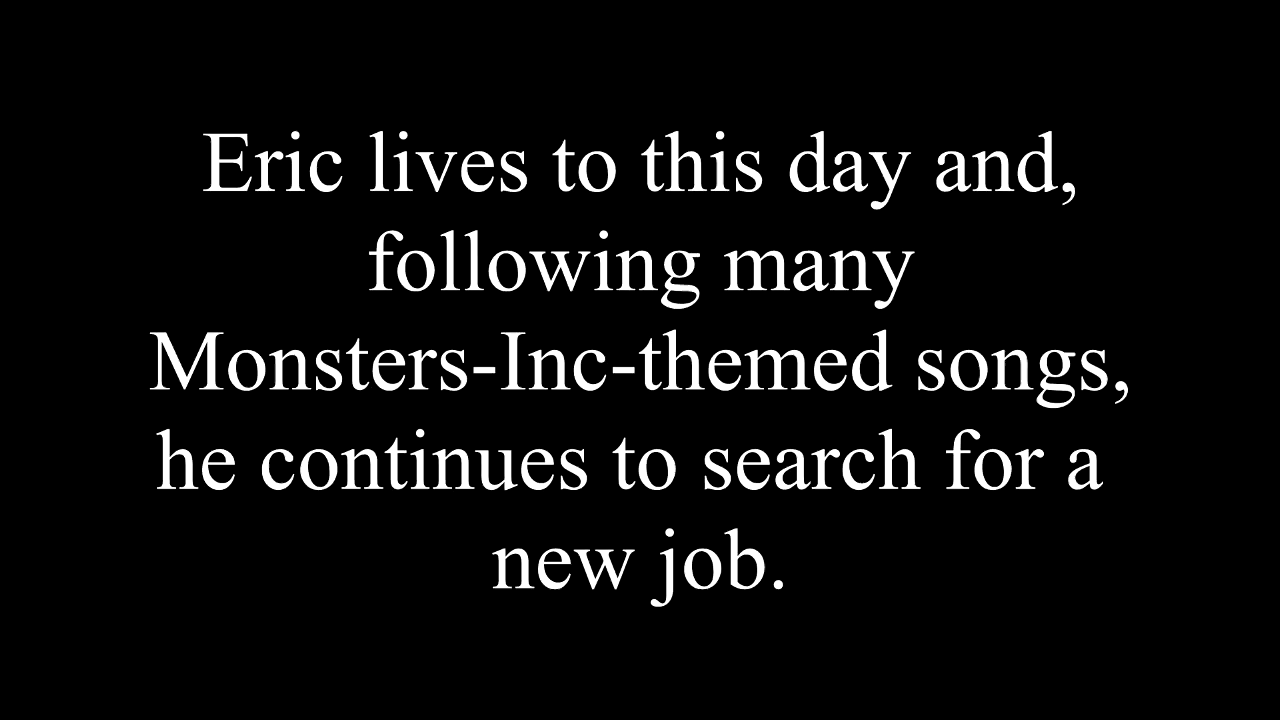 Eric lives to this day and,
following many
Monsters-Inc-themed songs,
he continues to search for a
new job.